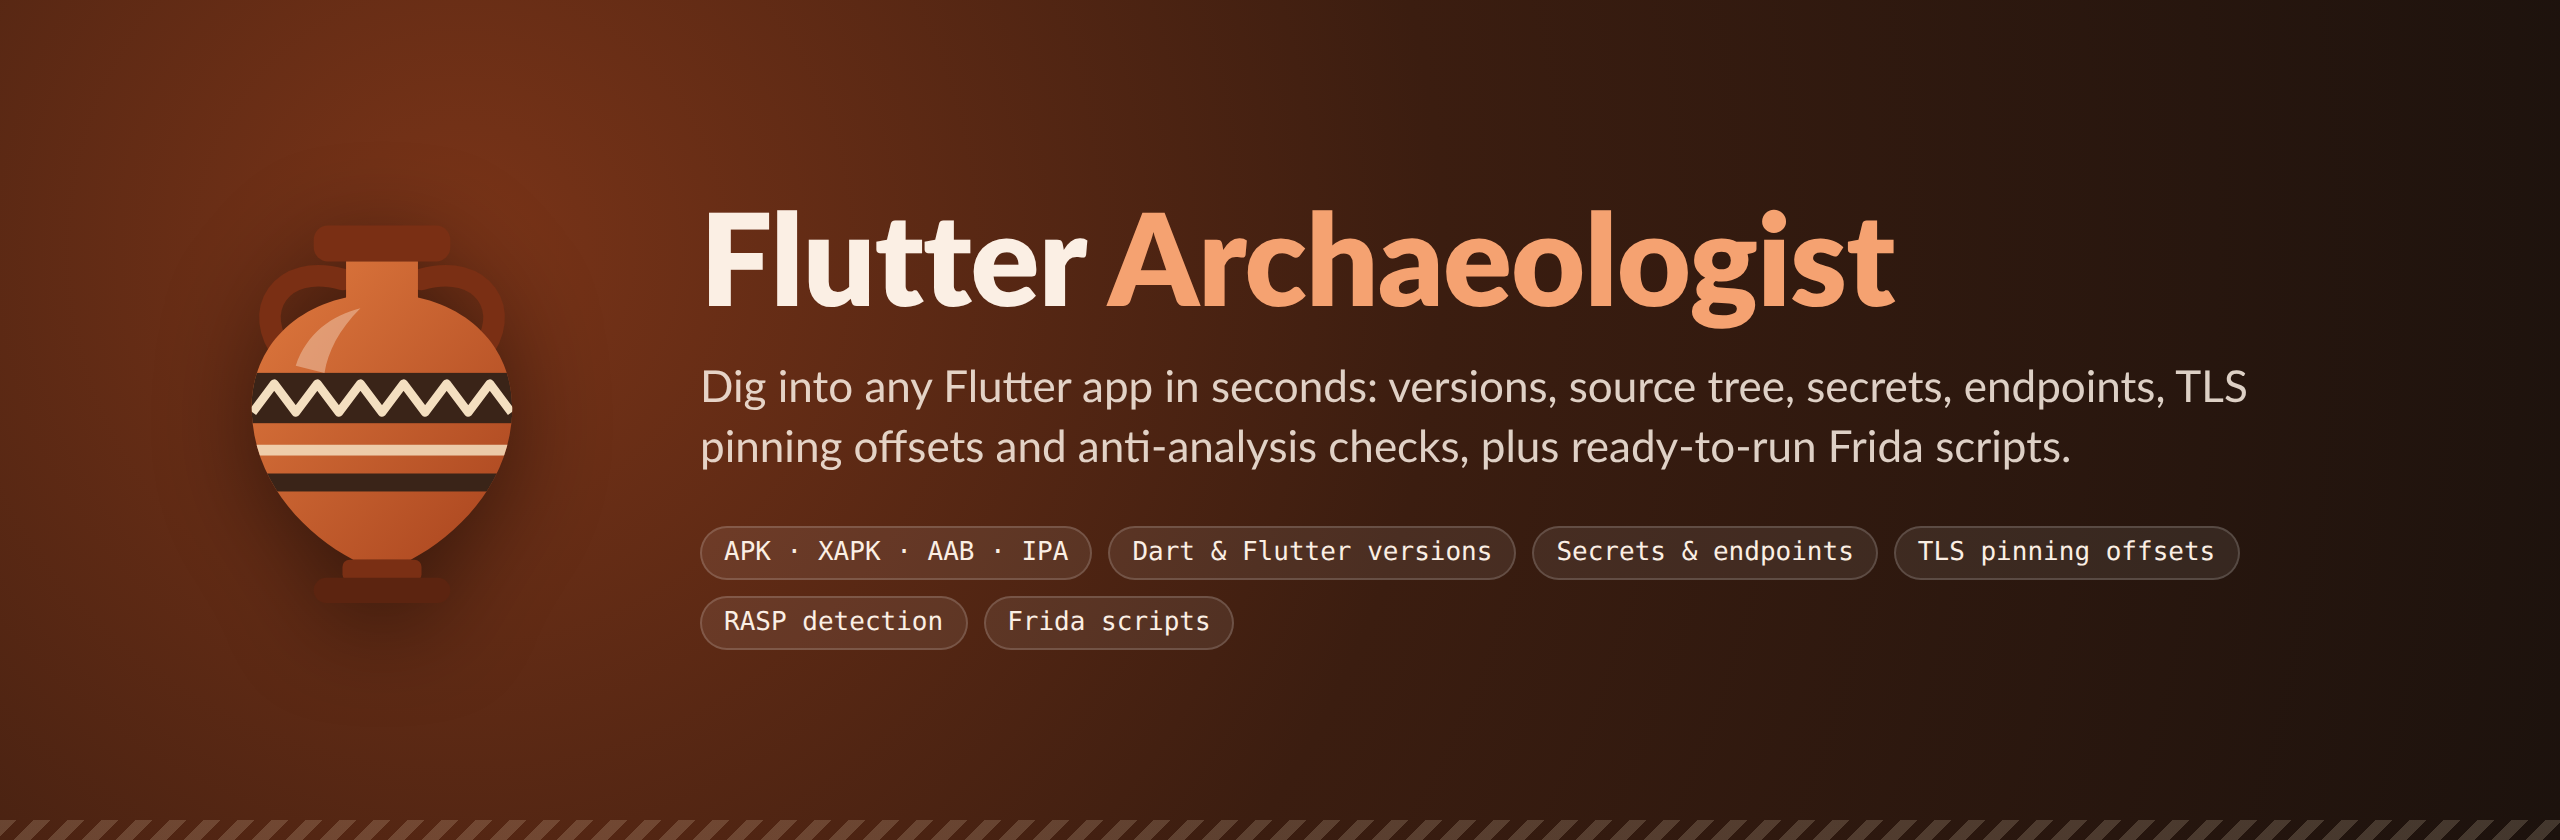 Flutter Archaeologist
Dig into any Flutter app in seconds: versions, source tree, secrets, endpoints, TLS
pinning offsets and anti-analysis checks, plus ready-to-run Frida scripts.
APK · XAPK · AAB · IPA Dart & Flutter versions Secrets & endpoints TLS pinning offsets
RASP detection Frida scripts